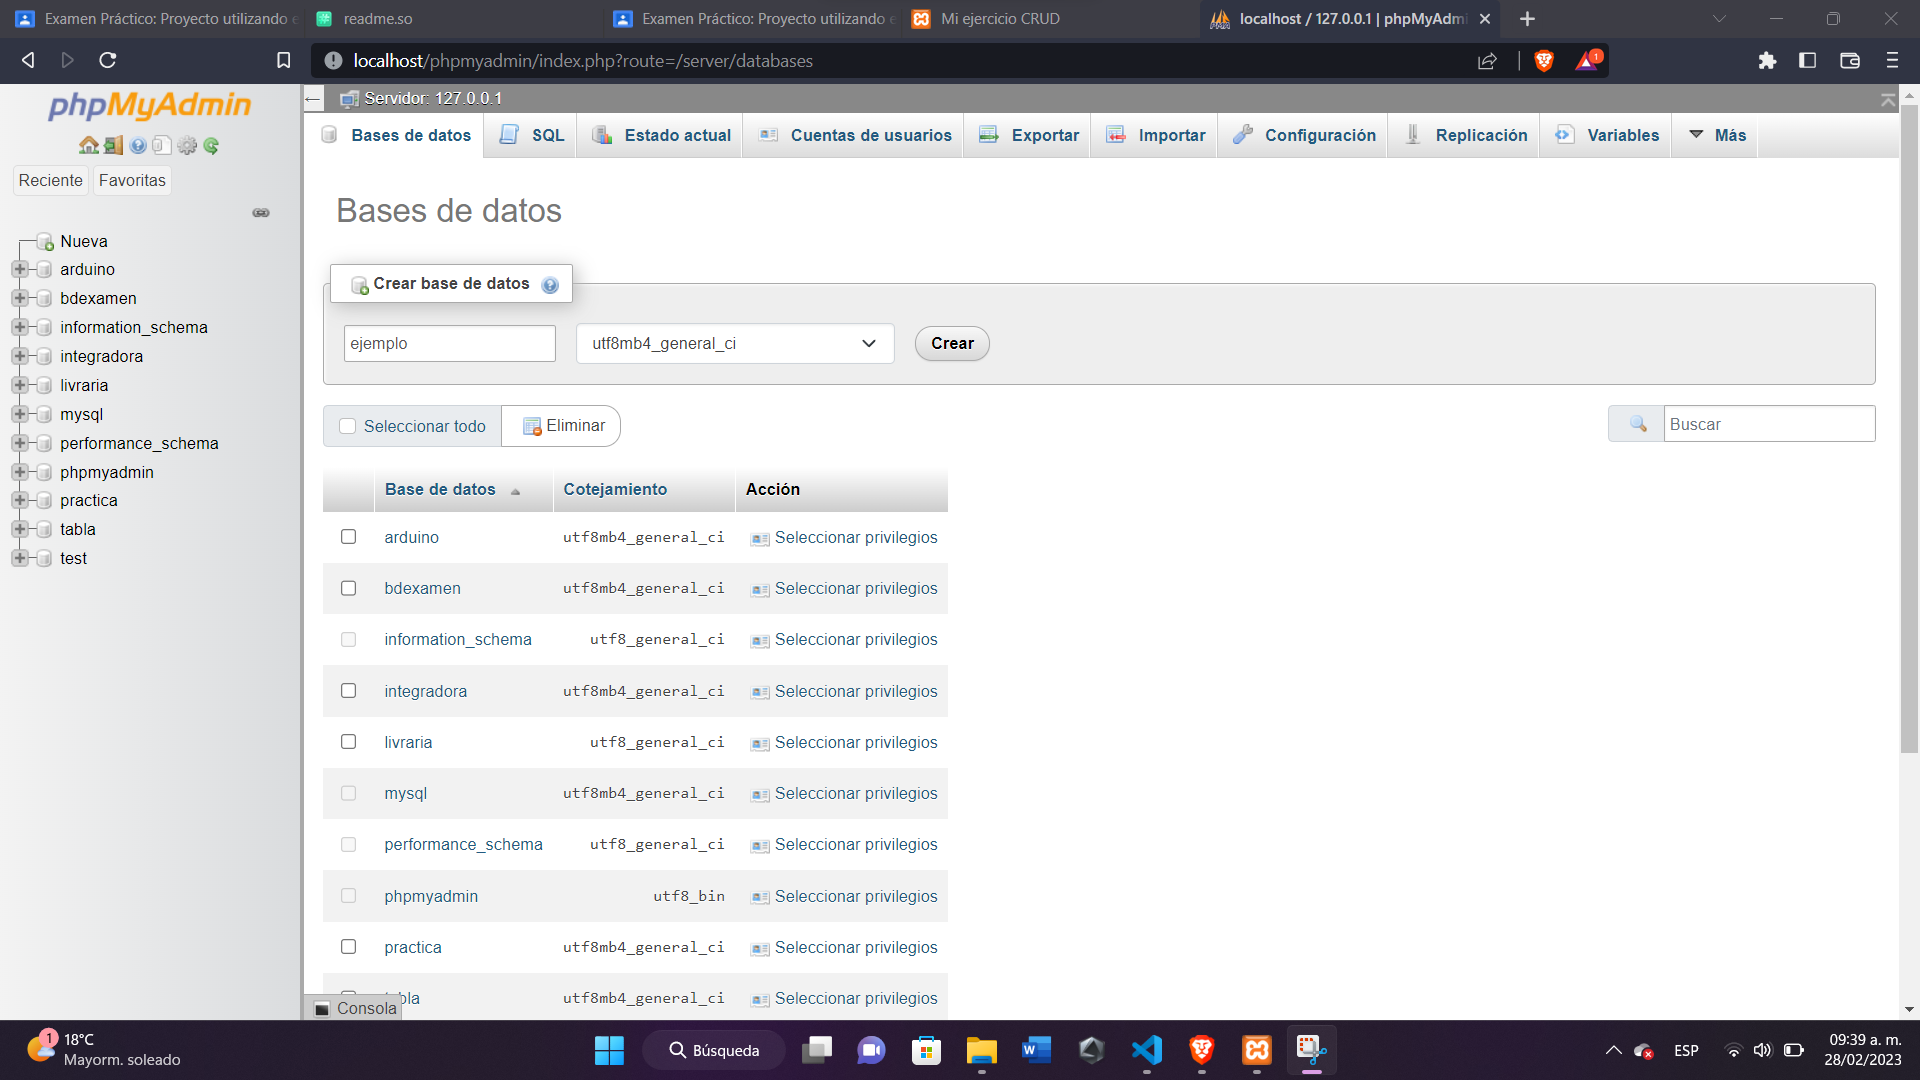 Examen Práctico: Proyecto utilizando e
readme.so
Examen Práctico: Proyecto utilizando e
Mi ejercicio CRUD
localhost / 127.0.0.1 | phpMyAdmi
localhost/phpmyadmin/index.php?route=/server/databases
1
phpMyAdmin
Reciente
Favoritas
Nueva
arduino
bdexamen
information_schema
integradora
livraria
mysql
performance_schema
phpmyadmin
practica
tabla
test
Servidor: 127.0.0.1
Bases de datos
SQL
Estado actual
Cuentas de usuarios
Exportar
Importar
Configuración
Replicación
Variables
Más
Bases de datos
Crear base de datos
ejemplo
utf8mb4_general_ci
Crear
Seleccionar todo
Eliminar
Buscar
Base de datos Cotejamiento Acción
arduino utf8mb4_general_ci Seleccionar privilegios
bdexamen utf8mb4_general_ci Seleccionar privilegios
information_schema utf8_general_ci Seleccionar privilegios
integradora utf8mb4_general_ci Seleccionar privilegios
livraria utf8_general_ci Seleccionar privilegios
mysql utf8mb4_general_ci Seleccionar privilegios
performance_schema utf8_general_ci Seleccionar privilegios
phpmyadmin utf8_bin Seleccionar privilegios
practica utf8mb4_general_ci Seleccionar privilegios
bla utf8mb4_general_ci Seleccionar privilegios
Consola
1
18°C
Mayorm. soleado
Búsqueda
ESP
09:39 a. m.
28/02/2023